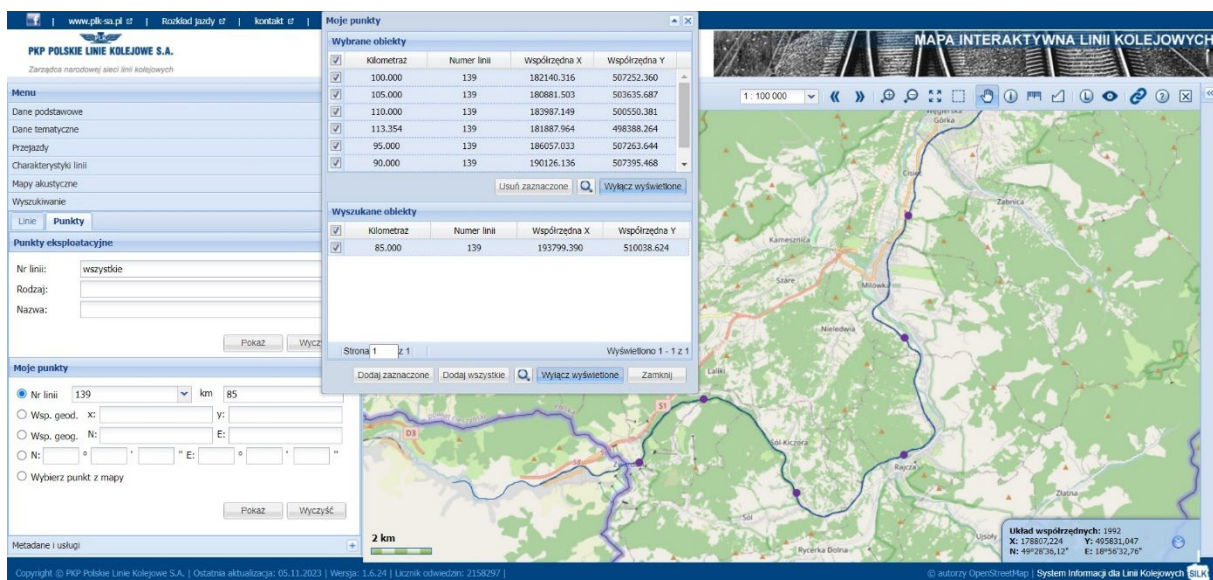 www.plk-sa.pl | Rozkład jazdy | kontakt |
PKP POLSKIE LINIE KOLEJOWE S.A.
Zarządca narodowej sieci linii kolejowych
MAPA INTERAKTYWNA LINII KOLEJOWYCH
Menu
Dane podstawowe
Dane tematyczne
Przejazdy
Charakterystyki linii
Mapy akustyczne
Wyszukiwanie
Linie Punkty
Punkty eksploatacyjne
Nr linii: wszystkie
Rodzaj:
Nazwa:
Pokaż Wycz
Moje punkty
Nr linii 139 km 85
Wsp. geod. x: y:
Wsp. geog. N: E:
N: ° ' " E: ° ' "
Wybierz punkt z mapy
Pokaż Wyczyść
Metadane i usługi
Moje punkty
Wybrane obiekty
Kilometraż Numer linii Współrzędna X Współrzędna Y
100.000 139 182140.316 507252.360
105.000 139 180881.503 503635.687
110.000 139 183987.149 500550.381
113.354 139 181887.964 498388.264
95.000 139 186057.033 507263.644
90.000 139 190126.136 507395.468
Usuń zaznaczone Wyłącz wyświetlone
Wyszukane obiekty
Kilometraż Numer linii Współrzędna X Współrzędna Y
85.000 139 193799.390 510038.624
Strona 1 z 1 Wyświetlono 1 - 1 z 1
Dodaj zaznaczone Dodaj wszystkie Wyłącz wyświetlone Zamknij
1 : 100 000
Węgierska
Górka
Cisiec
Żabnica
Kamesznica
Szare
Milówka
Nieledwia
Laliki
S1
D3
Sól-Kiczora
Rajcza
Złatna
Sól
Ujsoły
Rycerka Dolna
2 km
Układ współrzędnych: 1992
X: 178807,224 Y: 495831,047
N: 49°28'36,12" E: 18°56'32,76"
Copyright © PKP Polskie Linie Kolejowe S.A. | Ostatnia aktualizacja: 05.11.2023 | Wersja: 1.6.24 | Licznik odwiedzin: 2158297 |
© autorzy OpenStreetMap | System Informacji dla Linii Kolejowych SILK